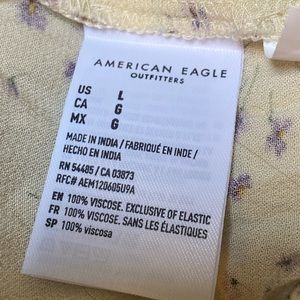 AMERICAN EAGLE
OUTFITTERS
US L
CA G
MX G
MADE IN INDIA / FABRIQUÉ EN INDE /
HECHO EN INDIA
RN 54485 / CA 03873
RFC# AEM120605U9A
EN 100% VISCOSE. EXCLUSIVE OF ELASTIC
FR 100% VISCOSE. SANS LES ÉLASTIQUES
SP 100% viscosa